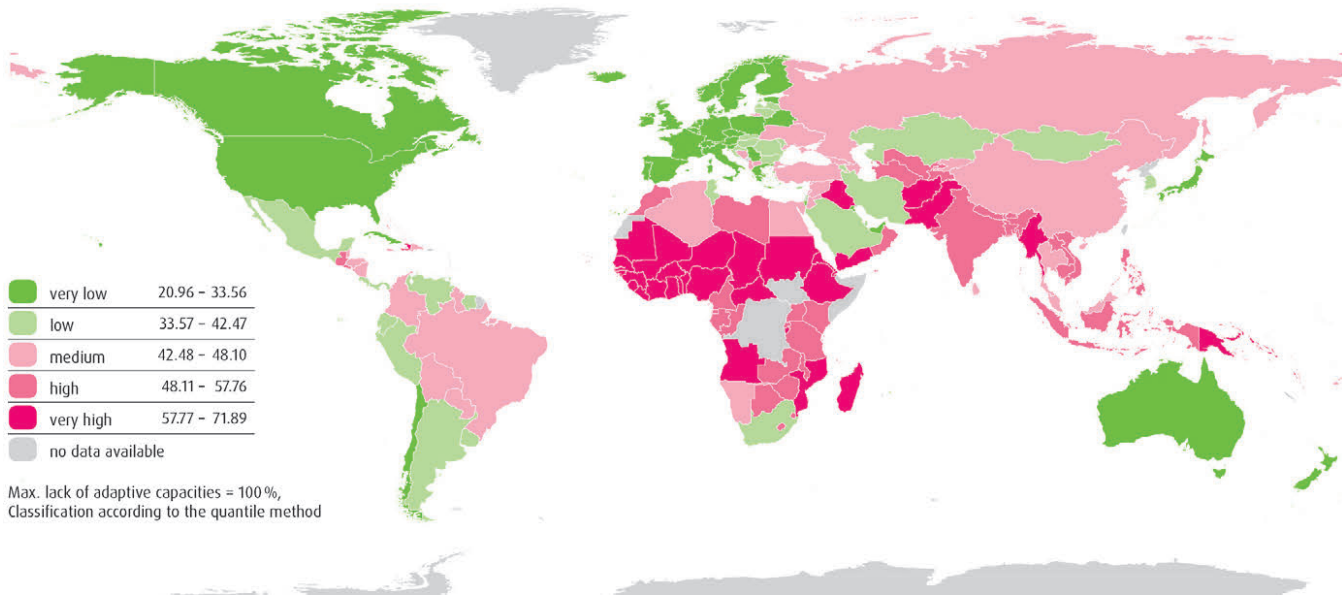 very low 20.96 – 33.56
low 33.57 – 42.47
medium 42.48 – 48.10
high 48.11 – 57.76
very high 57.77 – 71.89
no data available
Max. lack of adaptive capacities = 100 %,
Classification according to the quantile method